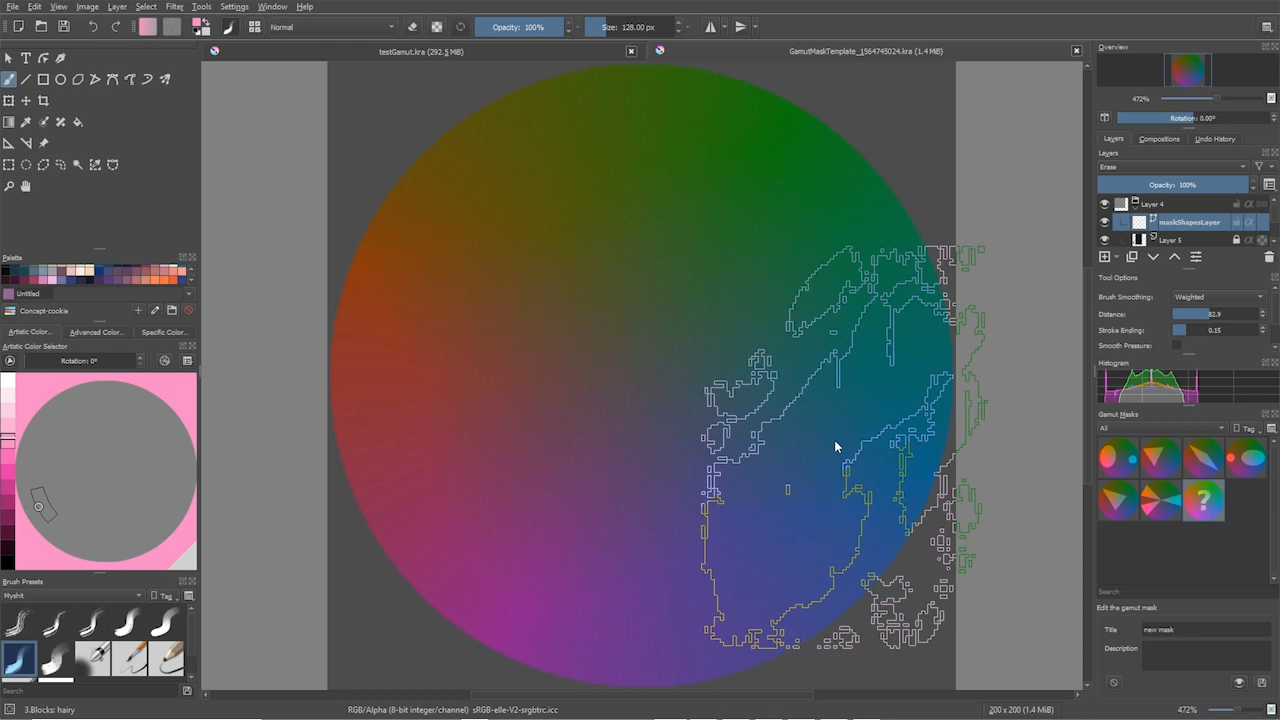 File Edit View Image Layer Select Filter Tools Settings Window Help
Normal Opacity: 100% Size: 128.00 px
testGamut.kra (292.5 MiB) GamutMaskTemplate_1564745024.kra (1.4 MiB)
Overview
472%
Rotation: 0.00°
Layers Compositions Undo History
Layers
Erase
Opacity: 100%
Layer 4
maskShapesLayer
Layer 5
Tool Options
Brush Smoothing: Weighted
Distance: 82.9
Stroke Ending: 0.15
Smooth Pressure:
Histogram
Gamut Masks
All Tag
?
Search
Edit the gamut mask
Title new mask
Description
Palette
Untitled
Concept-cookie
Artistic Color... Advanced Color... Specific Color...
Artistic Color Selector
Rotation: 0°
Brush Presets
Myshit Tag
Search
3.Blocks: hairy RGB/Alpha (8-bit integer/channel) sRGB-elle-V2-srgbtrc.icc 200 x 200 (1.4 MiB) 472%